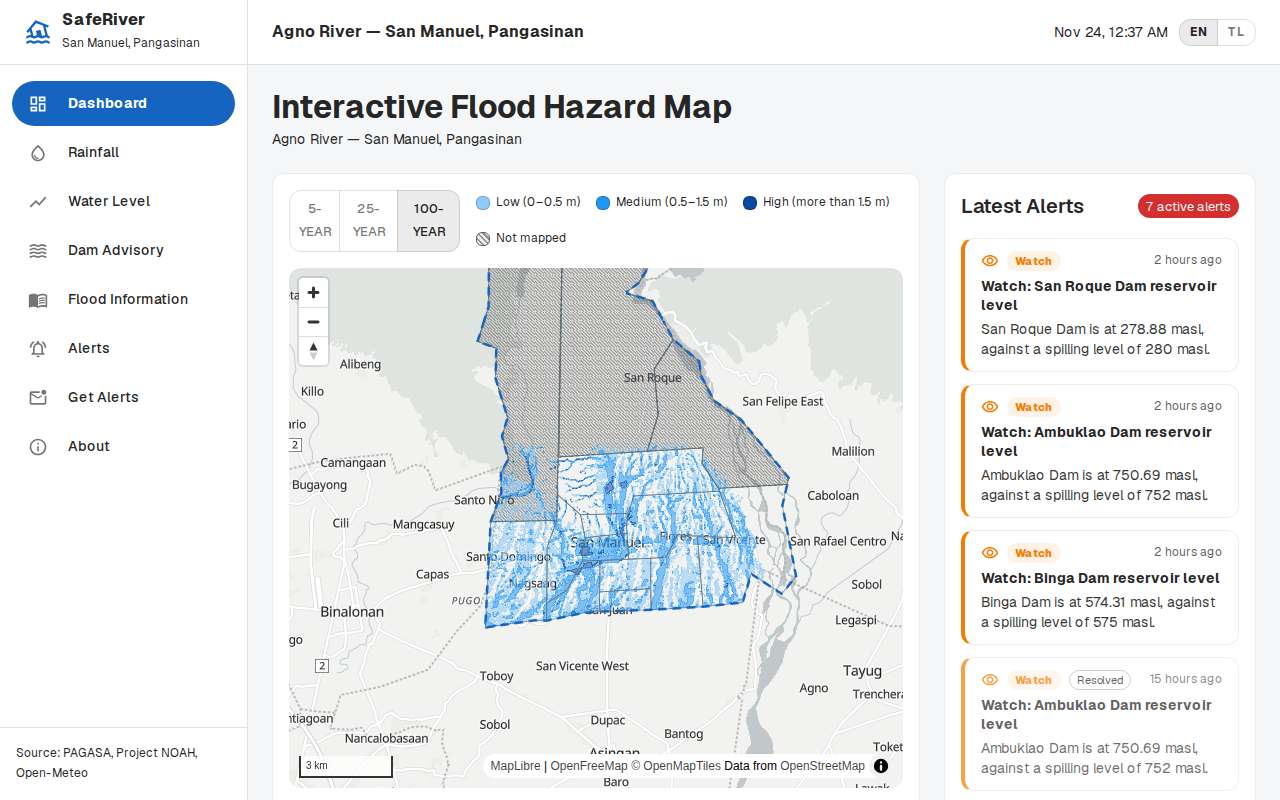 SafeRiver
San Manuel, Pangasinan
Agno River — San Manuel, Pangasinan
Nov 24, 12:37 AM
EN
TL
Dashboard
Rainfall
Water Level
Dam Advisory
Flood Information
Alerts
Get Alerts
About
Source: PAGASA, Project NOAH,
Open-Meteo
Interactive Flood Hazard Map
Agno River — San Manuel, Pangasinan
5-
YEAR
25-
YEAR
100-
YEAR
Low (0–0.5 m)
Medium (0.5–1.5 m)
High (more than 1.5 m)
Not mapped
Alibeng
Killo
San Roque
San Felipe East
2
Malilion
Camangaan
Bugayong
Santo Niño
Caboloan
Cili
Mangcasuy
San Manuel
Flores
San Vicente
San Rafael Centro
Santo Domingo
Capas
Nagsaag
Sobol
PUGO
Binalonan
San Juan
Legaspi
2
San Vicente West
Toboy
Tayug
Agno
Sobol
Dupac
Bantog
Nancalobasaan
Asingan
Baro
3 km
MapLibre | OpenFreeMap © OpenMapTiles Data from OpenStreetMap
Latest Alerts
7 active alerts
Watch
2 hours ago
Watch: San Roque Dam reservoir
level
San Roque Dam is at 278.88 masl,
against a spilling level of 280 masl.
Watch
2 hours ago
Watch: Ambuklao Dam reservoir
level
Ambuklao Dam is at 750.69 masl,
against a spilling level of 752 masl.
Watch
2 hours ago
Watch: Binga Dam reservoir level
Binga Dam is at 574.31 masl, against
a spilling level of 575 masl.
Watch
Resolved
15 hours ago
Watch: Ambuklao Dam reservoir
level
Ambuklao Dam is at 750.69 masl,
against a spilling level of 752 masl.